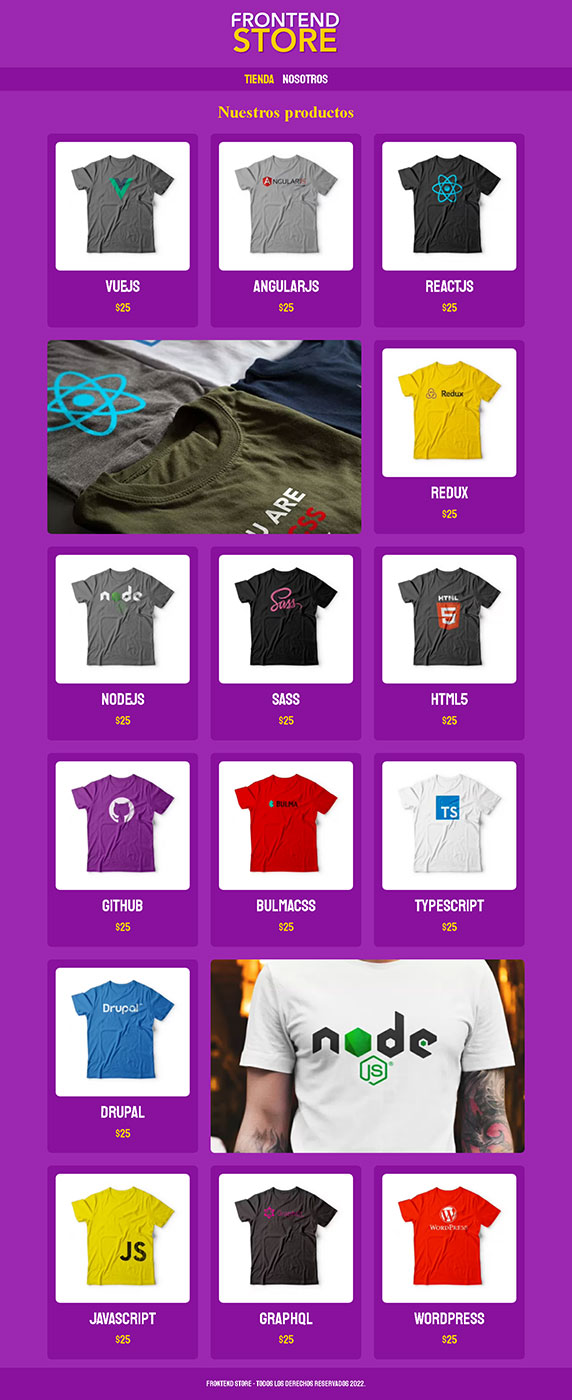 FRONTEND
STORE
TIENDA NOSOTROS
Nuestros productos
ANGULARJS
VUEJS
$25
ANGULARJS
$25
REACTJS
$25
U ARE
Redux
REDUX
$25
node
Sass
HTML
5
NODEJS
$25
SASS
$25
HTML5
$25
BULMA
TS
GITHUB
$25
BULMACSS
$25
TYPESCRIPT
$25
Drupal
node
JS
DRUPAL
$25
JS
WORDPRESS
JAVASCRIPT
$25
GRAPHQL
$25
WORDPRESS
$25
FRONTEND STORE - TODOS LOS DERECHOS RESERVADOS 2022.